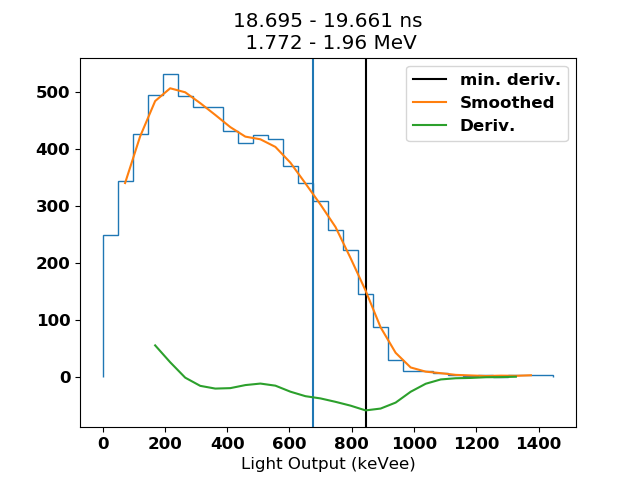 18.695 - 19.661 ns
1.772 - 1.96 MeV
min. deriv.
Smoothed
Deriv.
500
400
300
200
100
0
0 200 400 600 800 1000 1200 1400
Light Output (keVee)